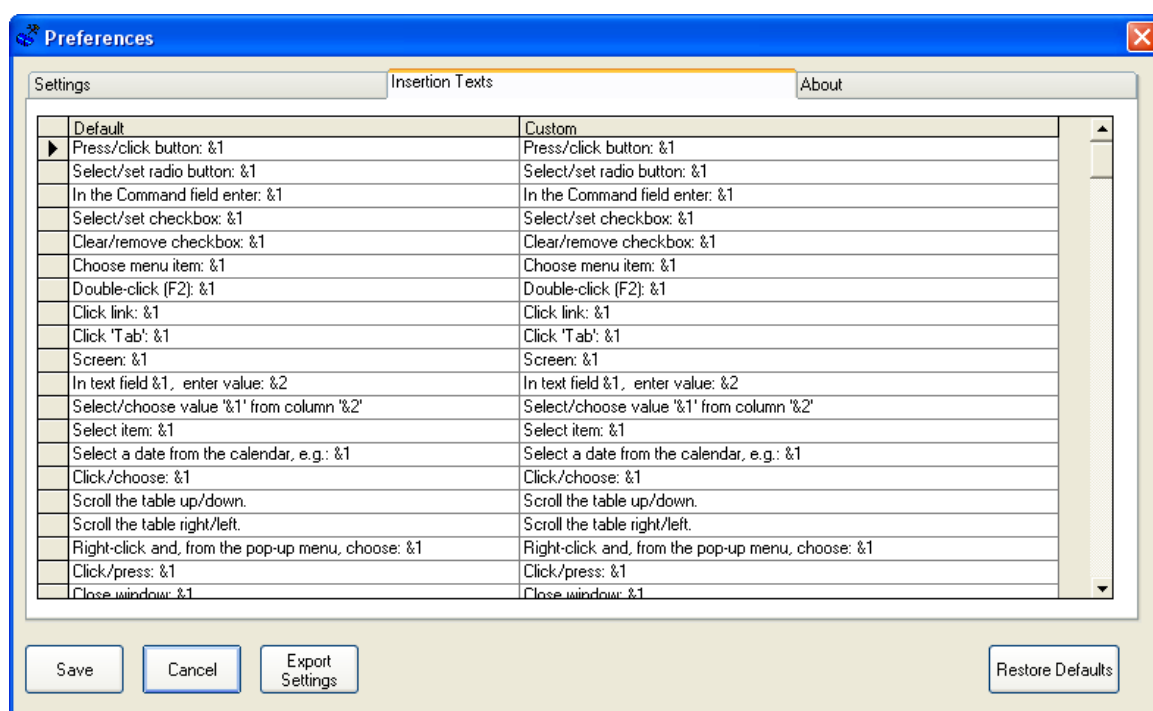 Preferences
Settings Insertion Texts About
Default Custom
Press/click button: &1 Press/click button: &1
Select/set radio button: &1 Select/set radio button: &1
In the Command field enter: &1 In the Command field enter: &1
Select/set checkbox: &1 Select/set checkbox: &1
Clear/remove checkbox: &1 Clear/remove checkbox: &1
Choose menu item: &1 Choose menu item: &1
Double-click (F2): &1 Double-click (F2): &1
Click link: &1 Click link: &1
Click 'Tab': &1 Click 'Tab': &1
Screen: &1 Screen: &1
In text field &1,  enter value: &2 In text field &1,  enter value: &2
Select/choose value '&1' from column '&2' Select/choose value '&1' from column '&2'
Select item: &1 Select item: &1
Select a date from the calendar, e.g.: &1 Select a date from the calendar, e.g.: &1
Click/choose: &1 Click/choose: &1
Scroll the table up/down. Scroll the table up/down.
Scroll the table right/left. Scroll the table right/left.
Right-click and, from the pop-up menu, choose: &1 Right-click and, from the pop-up menu, choose: &1
Click/press: &1 Click/press: &1
Close window: &1 Close window: &1
Save Cancel Export Settings Restore Defaults